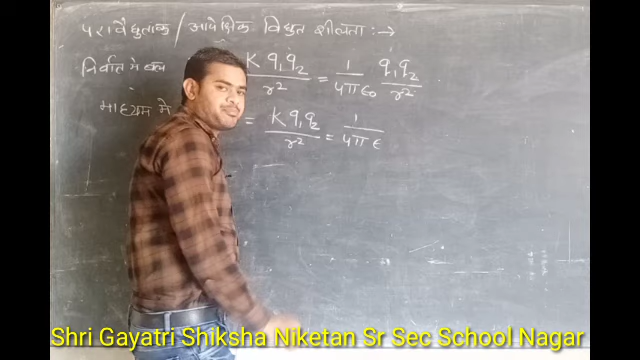 परावैधुतांक / आपेक्षिक विधुत शीलता :→
निर्वात मे बल K q₁q₂ / r² = 1 / 4πε₀ q₁q₂ / r²
माध्यम मे = K q₁q₂ / r² = 1 / 4πε
Shri Gayatri Shiksha Niketan Sr Sec School Nagar